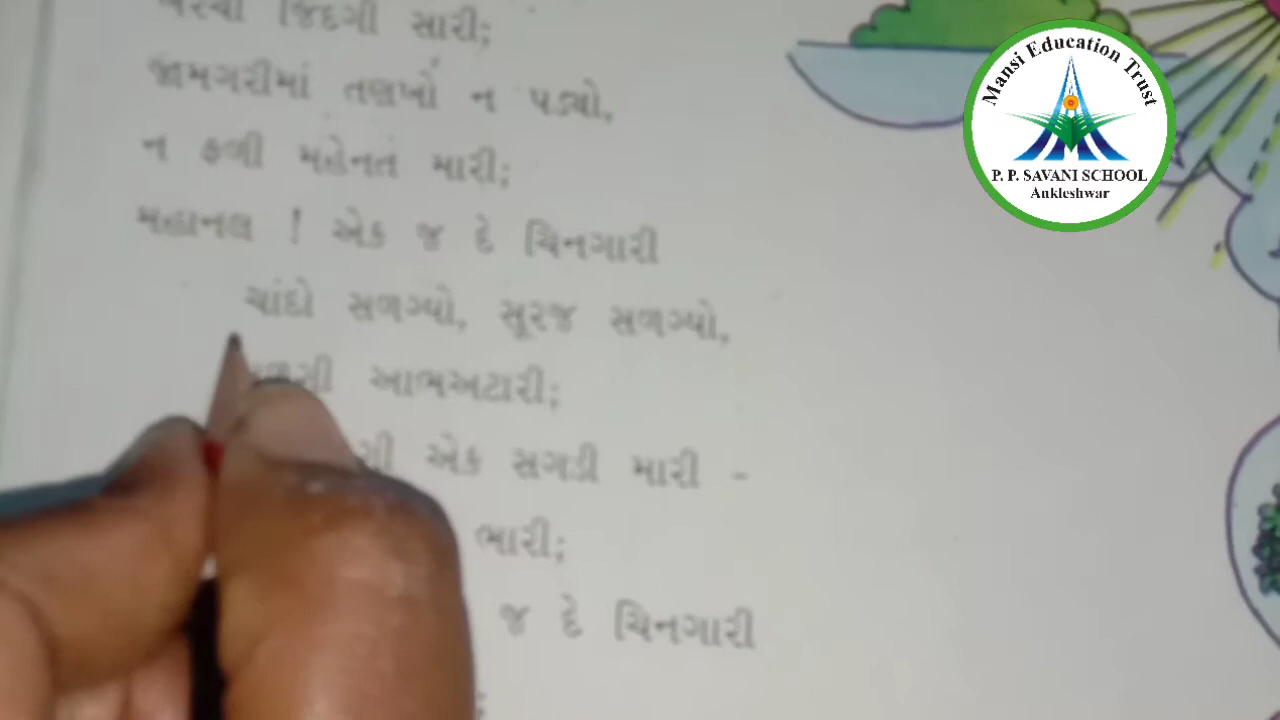 જિંદગી સારી;
જામગરીમાં તણખો ન પડ્યો,
ન ફળી મહેનત મારી;
મહાનલ ! એક જ દે ચિનગારી
ચાંદો સળગ્યો, સૂરજ સળગ્યો,
આભઅટારી;
એક સગડી મારી -
ભારી;
જ દે ચિનગારી
Mansi Education Trust
P. P. SAVANI SCHOOL
Ankleshwar